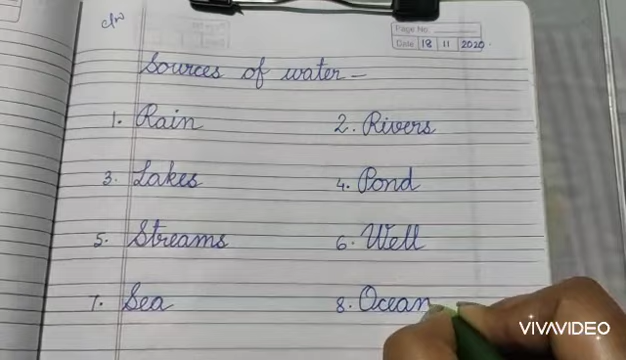 c/w
Page No.
Date 18 11 2020.
Sources of water -
1. Rain 2. Rivers
3. Lakes 4. Pond
5. Streams 6. Well
7. Sea 8. Ocean
VIVAVIDEO